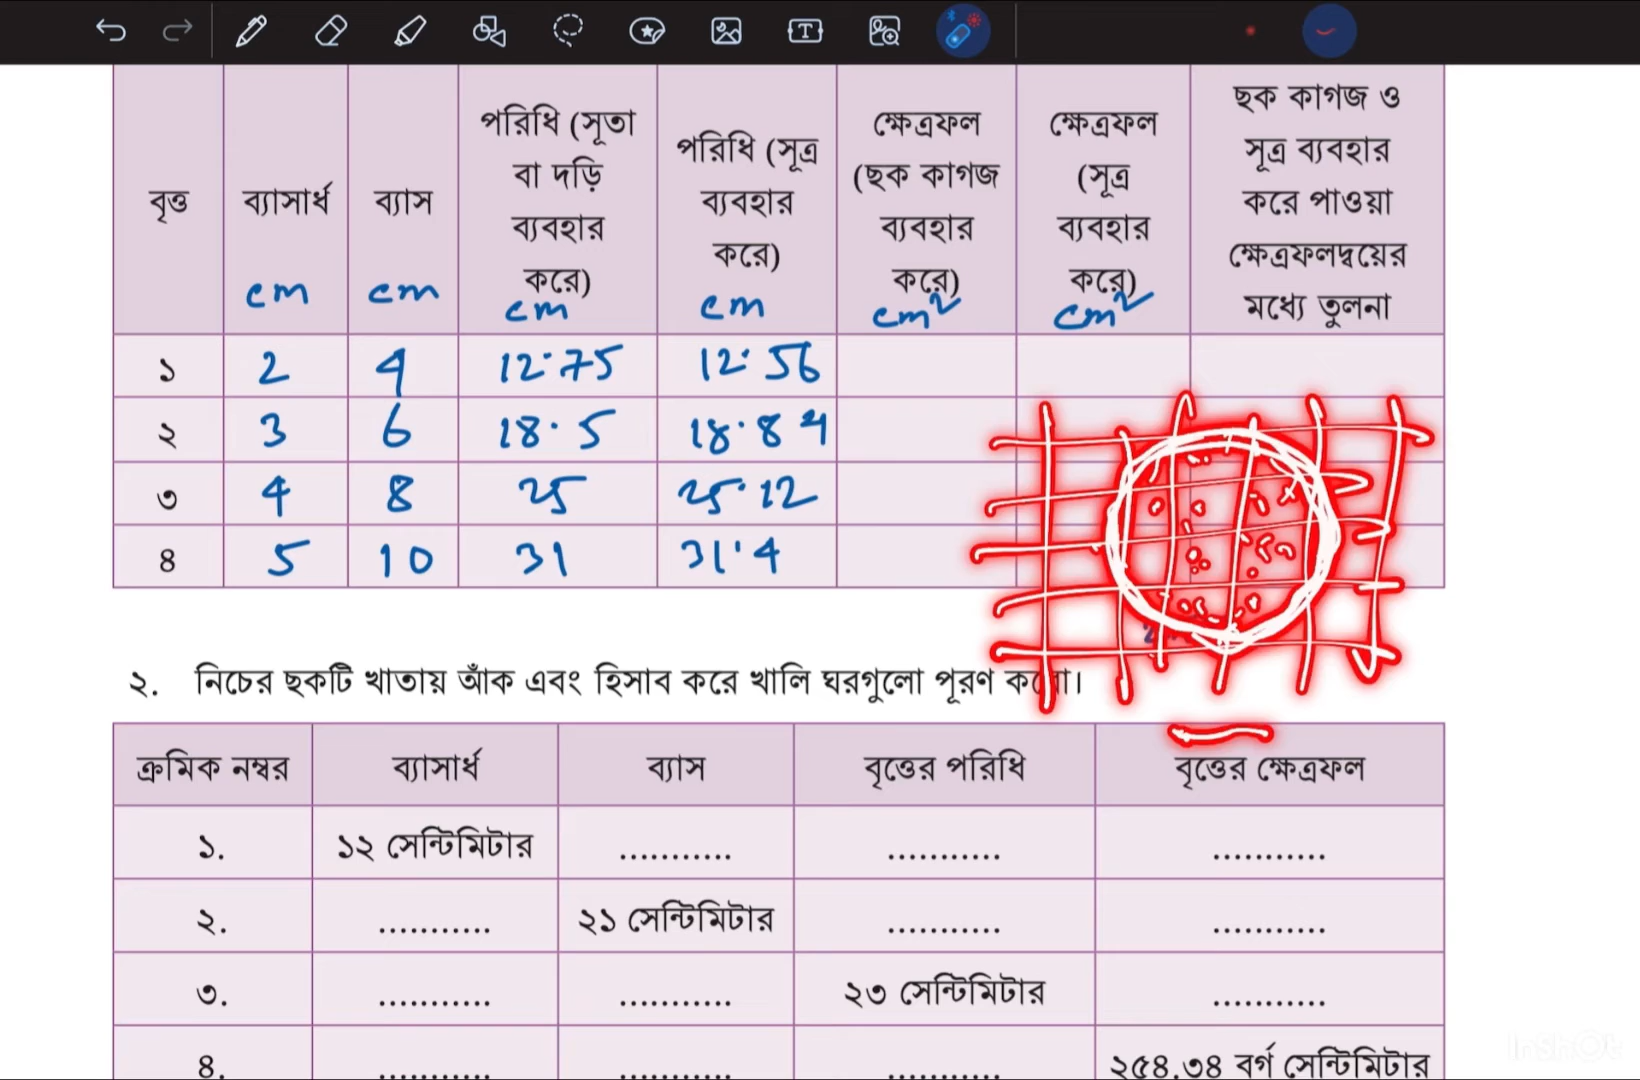 বৃত্ত
ব্যাসার্ধ
cm
ব্যাস
cm
পরিধি (সূতা
বা দড়ি
ব্যবহার
করে)
cm
পরিধি (সূত্র
ব্যবহার
করে)
cm
ক্ষেত্রফল
(ছক কাগজ
ব্যবহার
করে)
cm²
ক্ষেত্রফল
(সূত্র
ব্যবহার
করে)
cm²
ছক কাগজ ও
সূত্র ব্যবহার
করে পাওয়া
ক্ষেত্রফলদ্বয়ের
মধ্যে তুলনা
১ 2 4 12.75 12.56
২ 3 6 18.5 18.84
৩ 4 8 25 25.12
৪ 5 10 31 31.4
২. নিচের ছকটি খাতায় আঁক এবং হিসাব করে খালি ঘরগুলো পূরণ করো।
ক্রমিক নম্বর ব্যাসার্ধ ব্যাস বৃত্তের পরিধি বৃত্তের ক্ষেত্রফল
১. ১২ সেন্টিমিটার ........... ........... ...........
২. ........... ২১ সেন্টিমিটার ........... ...........
৩. ........... ........... ২৩ সেন্টিমিটার ...........
৪. ........... ........... ........... ২৫৪.৩৪ বর্গ সেন্টিমিটার
InShOt